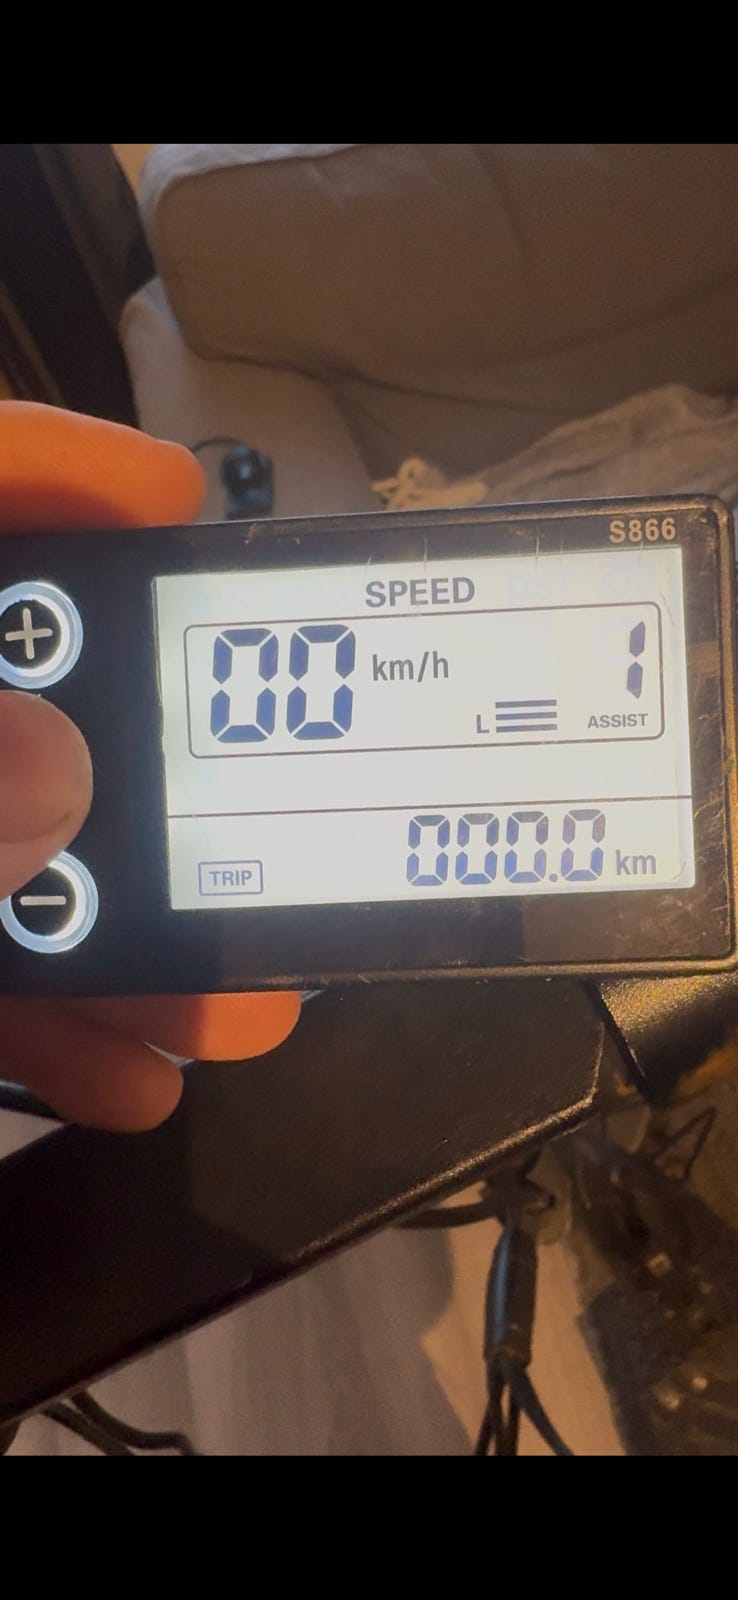 S866
SPEED
00 km/h
1
L
ASSIST
TRIP
000.0 km